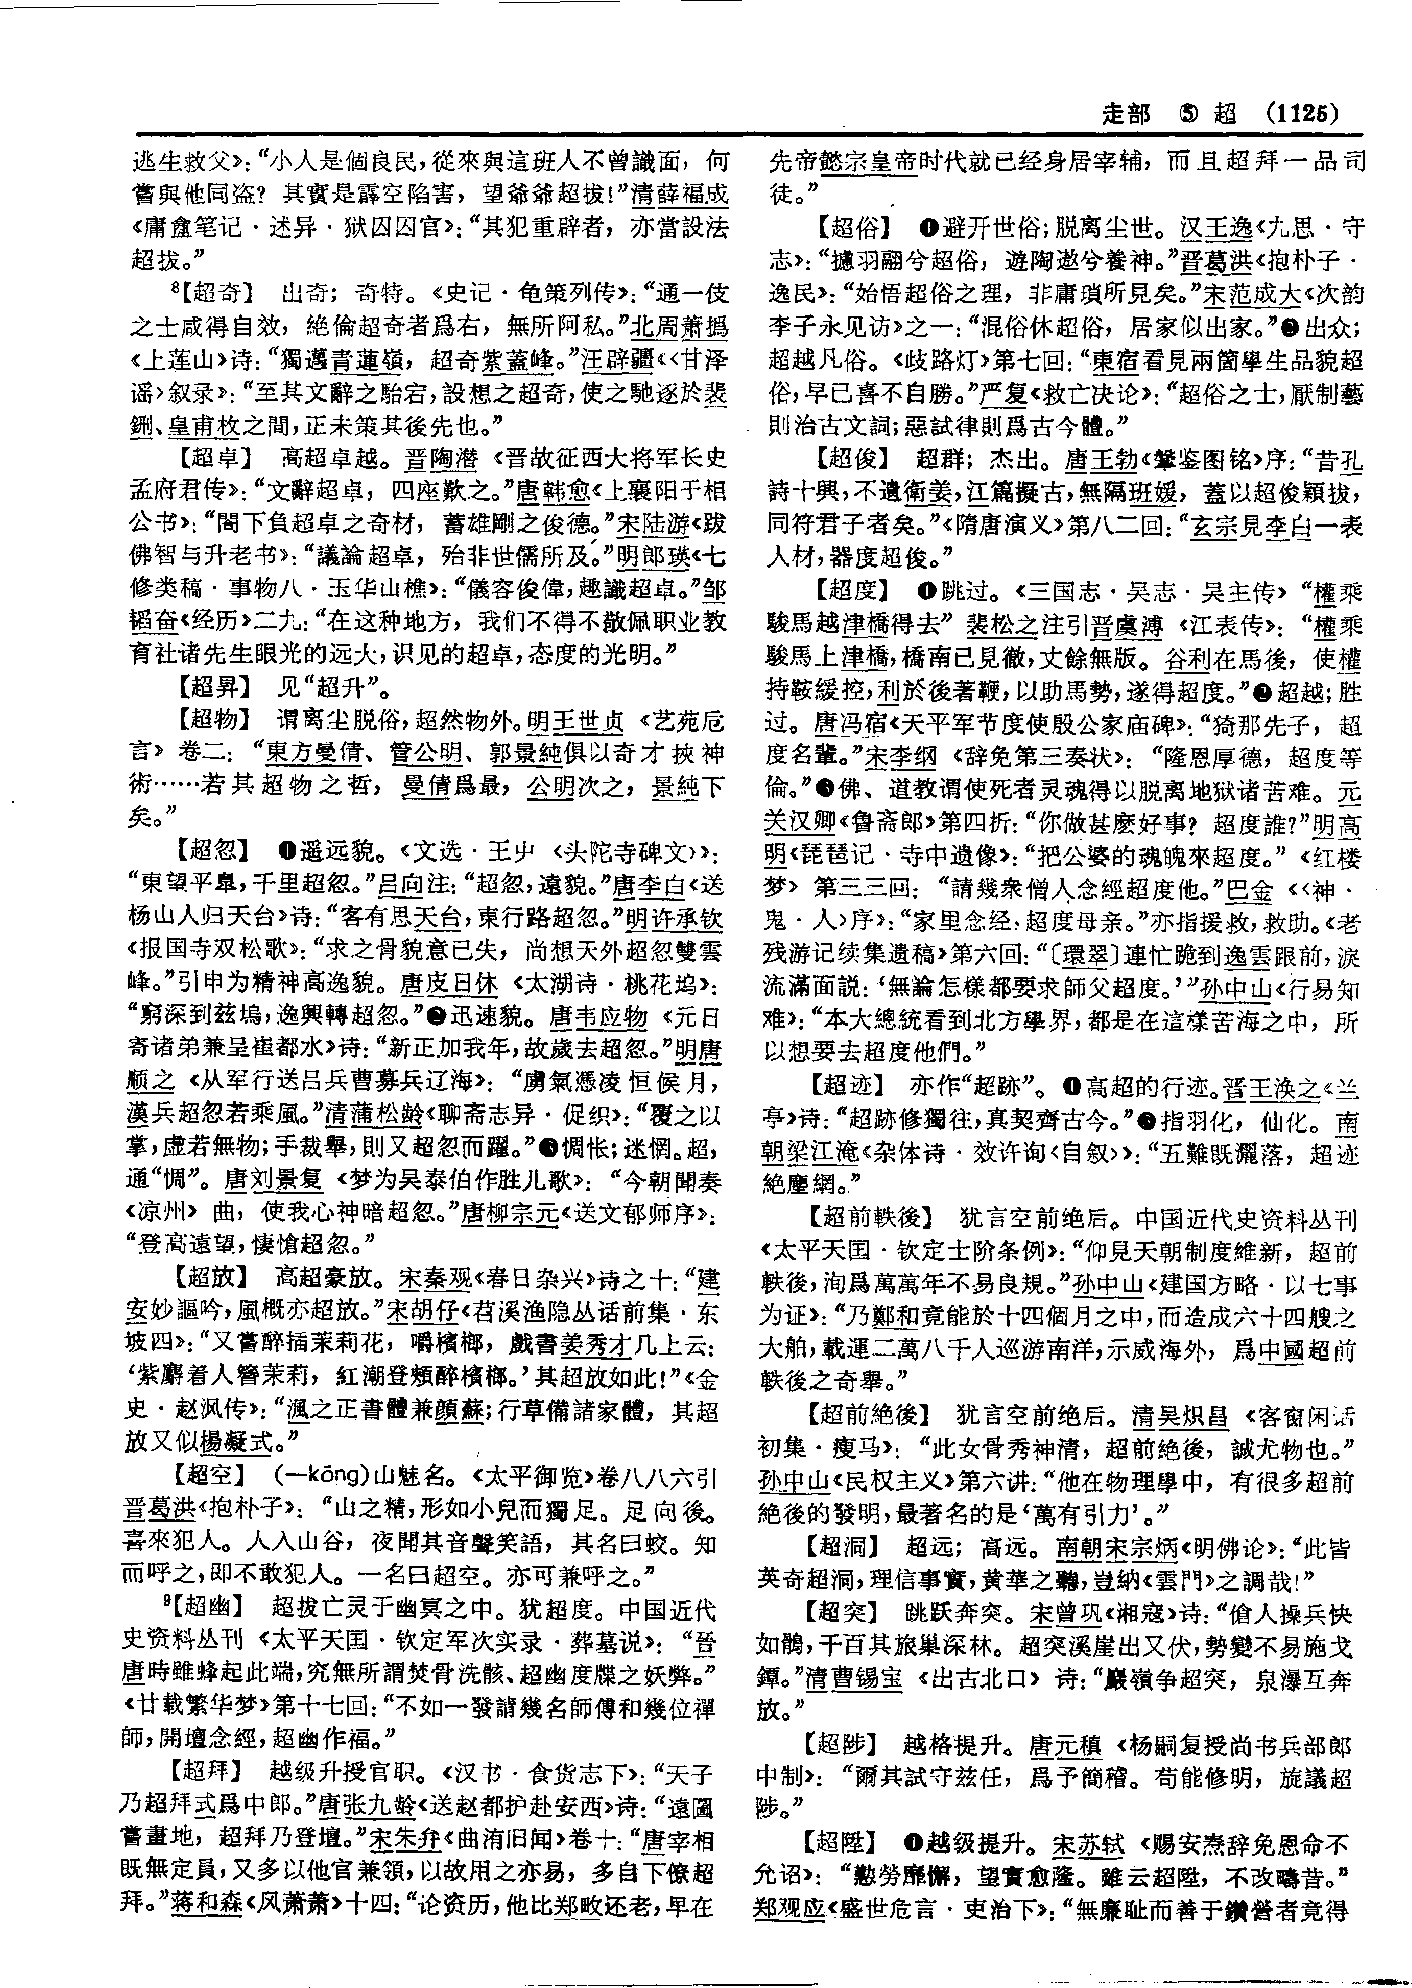 走部 ⑤ 超 (1125)
逃生救父》：“小人是個良民，從來與這班人不曾識面，何
嘗與他同盗？其實是霹空陷害，望爺爺超拔！”清薛福成
《庸盦笔记·述异·狱囚囚官》：“其犯重辟者，亦當設法
超拔。”
8【超奇】 出奇；奇特。《史记·龟策列传》：“通一伎
之士咸得自效，絶倫超奇者爲右，無所阿私。”北周萧撝
《上莲山》诗：“獨邁青蓮嶺，超奇紫蓋峰。”汪辟疆《〈甘泽
谣〉叙录》：“至其文辭之駘宕，設想之超奇，使之馳逐於裴
鉶、皇甫枚之間，正未策其後先也。”
【超卓】 高超卓越。晋陶潜《晋故征西大将军长史
孟府君传》：“文辭超卓，四座歎之。”唐韩愈《上襄阳于相
公书》：“閣下負超卓之奇材，蓄雄剛之俊德。”宋陆游《跋
佛智与升老书》：“議論超卓，殆非世儒所及。”明郎瑛《七
修类稿·事物八·玉华山樵》：“儀容俊偉，趣識超卓。”邹
韬奋《经历》二九：“在这种地方，我们不得不敬佩职业教
育社诸先生眼光的远大，识见的超卓，态度的光明。”
【超昇】 见“超升”。
【超物】 谓离尘脱俗，超然物外。明王世贞《艺苑卮
言》卷二：“東方曼倩、管公明、郭景純俱以奇才挾神
術……若其超物之哲，曼倩爲最，公明次之，景純下
矣。”
【超忽】 ❶遥远貌。《文选·王屮〈头陀寺碑文〉》：
“東望平皋，千里超忽。”吕向注：“超忽，遠貌。”唐李白《送
杨山人归天台》诗：“客有思天台，東行路超忽。”明许承钦
《报国寺双松歌》：“求之骨貌意已失，尚想天外超忽雙雲
峰。”引申为精神高逸貌。唐皮日休《太湖诗·桃花坞》：
“窮深到兹塢，逸興轉超忽。”❷迅速貌。唐韦应物《元日
寄诸弟兼呈崔都水》诗：“新正加我年，故歲去超忽。”明唐
顺之《从军行送吕兵曹募兵辽海》：“虜氣憑凌恒侯月，
漢兵超忽若乘風。”清蒲松龄《聊斋志异·促织》：“覆之以
掌，虚若無物；手裁舉，則又超忽而躍。”❸惆怅；迷惘。超，
通“惆”。唐刘景复《梦为吴泰伯作胜儿歌》：“今朝聞奏
《凉州》曲，使我心神暗超忽。”唐柳宗元《送文郁师序》：
“登高遠望，悽愴超忽。”
【超放】 高超豪放。宋秦观《春日杂兴》诗之十：“建
安妙謳吟，風概亦超放。”宋胡仔《苕溪渔隐丛话前集·东
坡四》：“又嘗醉插茉莉花，嚼檳榔，戲書姜秀才几上云：
‘紫麝着人簪茉莉，紅潮登頰醉檳榔。’其超放如此！”《金
史·赵沨传》：“渢之正書體兼顔蘇；行草備諸家體，其超
放又似楊凝式。”
【超空】 (—kōng)山魅名。《太平御览》卷八八六引
晋葛洪《抱朴子》：“山之精，形如小兒而獨足。足向後。
喜來犯人。人入山谷，夜聞其音聲笑語，其名曰蚑。知
而呼之，即不敢犯人。一名曰超空。亦可兼呼之。”
9【超幽】 超拔亡灵于幽冥之中。犹超度。中国近代
史资料丛刊《太平天国·钦定军次实录·葬墓说》：“晉
唐時雖蜂起此端，究無所謂焚骨洗骸、超幽度牒之妖弊。”
《廿载繁华梦》第十七回：“不如一發請幾名師傅和幾位禪
師，開壇念經，超幽作福。”
【超拜】 越级升授官职。《汉书·食货志下》：“天子
乃超拜式爲中郎。”唐张九龄《送赵都护赴安西》诗：“遠圖
嘗畫地，超拜乃登壇。”宋朱弁《曲洧旧闻》卷十：“唐宰相
既無定員，又多以他官兼領，以故用之亦易，多自下僚超
拜。”蒋和森《风萧萧》十四：“论资历，他比郑畋还老，早在
先帝懿宗皇帝时代就已经身居宰辅，而且超拜一品司
徒。”
【超俗】 ❶避开世俗；脱离尘世。汉王逸《九思·守
志》：“攄羽翮兮超俗，遊陶遨兮養神。”晋葛洪《抱朴子·
逸民》：“始悟超俗之理，非庸瑣所見矣。”宋范成大《次韵
李子永见访》之一：“混俗休超俗，居家似出家。”❷出众；
超越凡俗。《歧路灯》第七回：“東宿看見兩箇學生品貌超
俗，早已喜不自勝。”严复《救亡决论》：“超俗之士，厭制藝
則治古文詞；惡試律則爲古今體。”
【超俊】 超群；杰出。唐王勃《鞶鉴图铭》序：“昔孔
詩十興，不遺衛姜，江篇擬古，無隔班媛，蓋以超俊穎拔，
同符君子者矣。”《隋唐演义》第八二回：“玄宗見李白一表
人材，器度超俊。”
【超度】 ❶跳过。《三国志·吴志·吴主传》“權乘
駿馬越津橋得去”裴松之注引晋虞溥《江表传》：“權乘
駿馬上津橋，橋南已見徹，丈餘無版。谷利在馬後，使權
持鞍緩控，利於後著鞭，以助馬勢，遂得超度。”❷超越；胜
过。唐冯宿《天平军节度使殷公家庙碑》：“猗那先子，超
度名輩。”宋李纲《辞免第三奏状》：“隆恩厚德，超度等
倫。”❸佛、道教谓使死者灵魂得以脱离地狱诸苦难。元
关汉卿《鲁斋郎》第四折：“你做甚麽好事？超度誰？”明高
明《琵琶记·寺中遗像》：“把公婆的魂魄來超度。”《红楼
梦》第三三回：“請幾衆僧人念經超度他。”巴金《〈神·
鬼·人〉序》：“家里念经，超度母亲。”亦指援救，救助。《老
残游记续集遗稿》第六回：“〔環翠〕連忙跪到逸雲跟前，淚
流滿面説：‘無論怎樣都要求師父超度。’”孙中山《行易知
难》：“本大總統看到北方學界，都是在這樣苦海之中，所
以想要去超度他們。”
【超迹】 亦作“超跡”。❶高超的行迹。晋王涣之《兰
亭》诗：“超跡修獨往，真契齊古今。”❷指羽化，仙化。南
朝梁江淹《杂体诗·效许询〈自叙〉》：“五難既灑落，超迹
絶塵網。”
【超前軼後】 犹言空前绝后。中国近代史资料丛刊
《太平天国·钦定士阶条例》：“仰見天朝制度維新，超前
軼後，洵爲萬萬年不易良規。”孙中山《建国方略·以七事
为证》：“乃鄭和竟能於十四個月之中，而造成六十四艘之
大舶，載運二萬八千人巡游南洋，示威海外，爲中國超前
軼後之奇舉。”
【超前絶後】 犹言空前绝后。清吴炽昌《客窗闲话
初集·瘦马》：“此女骨秀神清，超前絶後，誠尤物也。”
孙中山《民权主义》第六讲：“他在物理學中，有很多超前
絶後的發明，最著名的是‘萬有引力’。”
【超洞】 超远；高远。南朝宋宗炳《明佛论》：“此皆
英奇超洞，理信事實，黄華之聽，豈納《雲門》之調哉！”
【超突】 跳跃奔突。宋曾巩《湘寇》诗：“傖人操兵快
如鶻，千百其旅巢深林。超突溪崖出又伏，勢變不易施戈
鐔。”清曹锡宝《出古北口》诗：“巖嶺争超突，泉瀑互奔
放。”
【超陟】 越格提升。唐元稹《杨嗣复授尚书兵部郎
中制》：“爾其試守兹任，爲予簡稽。苟能修明，旋議超
陟。”
【超陞】 ❶越级提升。宋苏轼《赐安焘辞免恩命不
允诏》：“懃勞靡懈，望實愈隆。雖云超陞，不改疇昔。”
郑观应《盛世危言·吏治下》：“無廉耻而善于鑽營者竟得